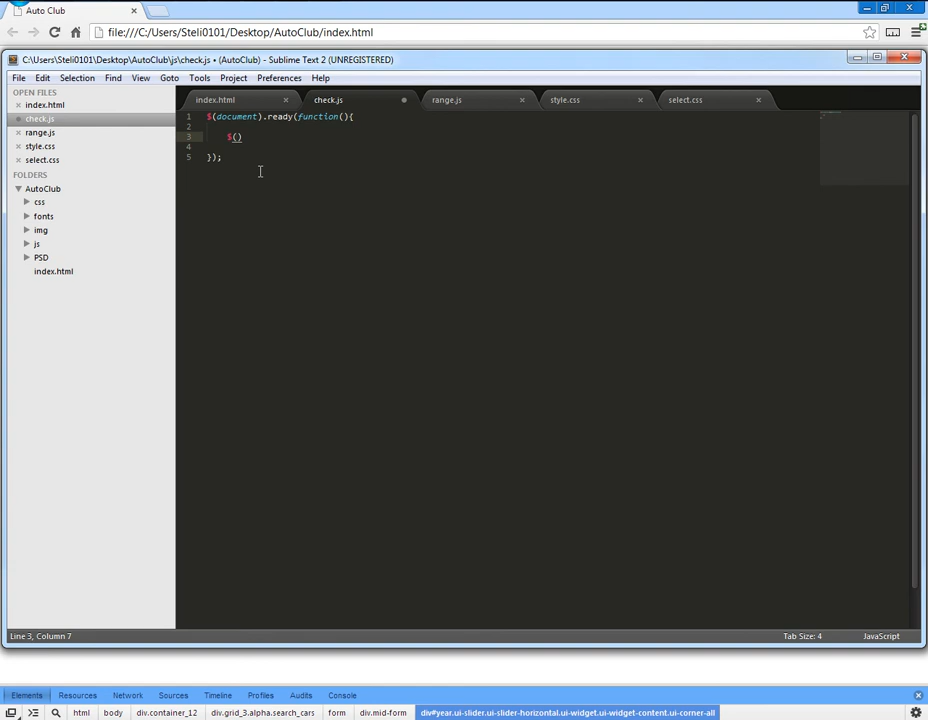 Auto Club
file:///C:/Users/Steli0101/Desktop/AutoClub/index.html
C:\Users\Steli0101\Desktop\AutoClub\js\check.js • (AutoClub) - Sublime Text 2 (UNREGISTERED)
File Edit Selection Find View Goto Tools Project Preferences Help
OPEN FILES
index.html
check.js
range.js
style.css
select.css
FOLDERS
AutoClub
css
fonts
img
js
PSD
index.html
index.html check.js range.js style.css select.css
1 $(document).ready(function(){
2
3 $()
4
5 });
Line 3, Column 7 Tab Size: 4 JavaScript
Elements Resources Network Sources Timeline Profiles Audits Console
html body div.container_12 div.grid_3.alpha.search_cars form div.mid-form div#year.ui-slider.ui-slider-horizontal.ui-widget.ui-widget-content.ui-corner-all